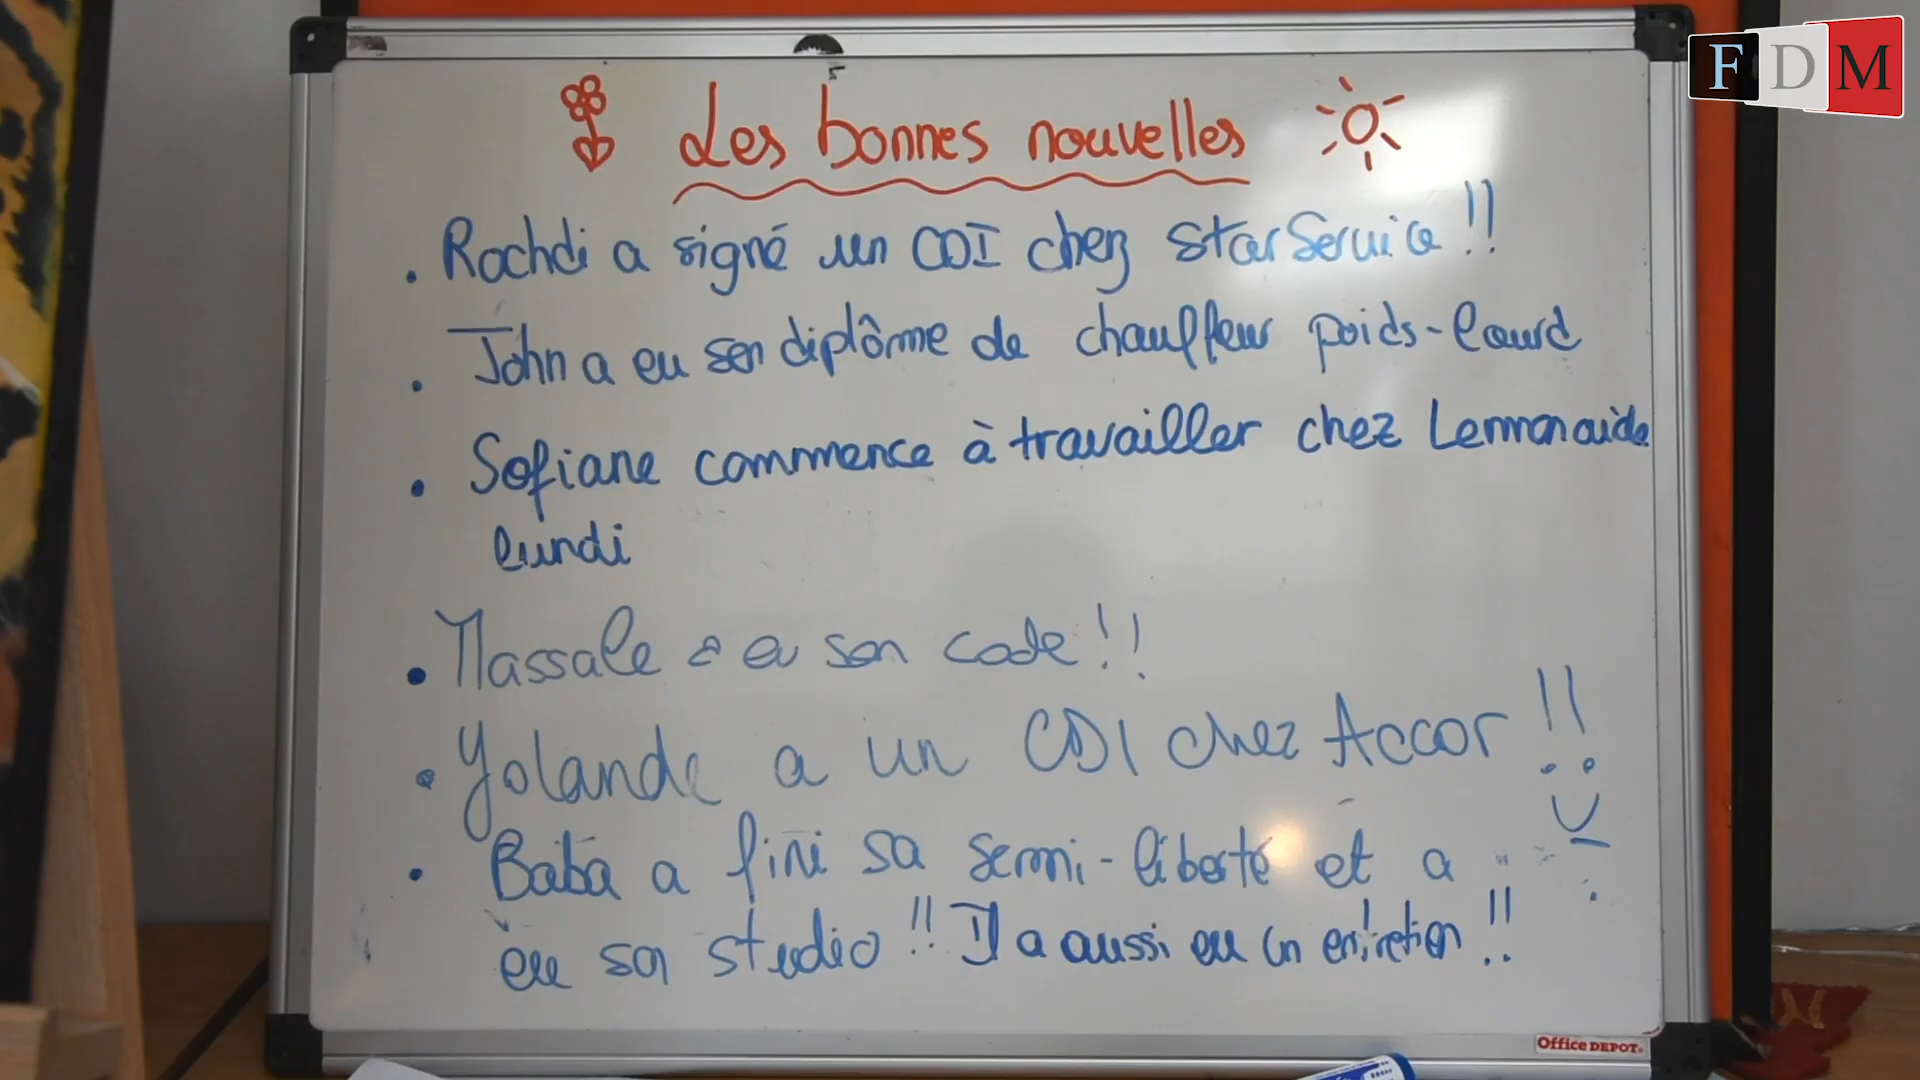 FDM
Les bonnes nouvelles
. Rochdi a signé un CDI chez StarService !!
. John a eu son diplôme de chauffeur poids-lourd
. Sofiane commence à travailler chez Lemonaide
lundi
. Massale a eu son code !!
. Yolande a un CDI chez Accor !!
. Baba a fini sa semi-liberté et a
eu son studio !! Il a aussi eu un entretien !!
Office DEPOT